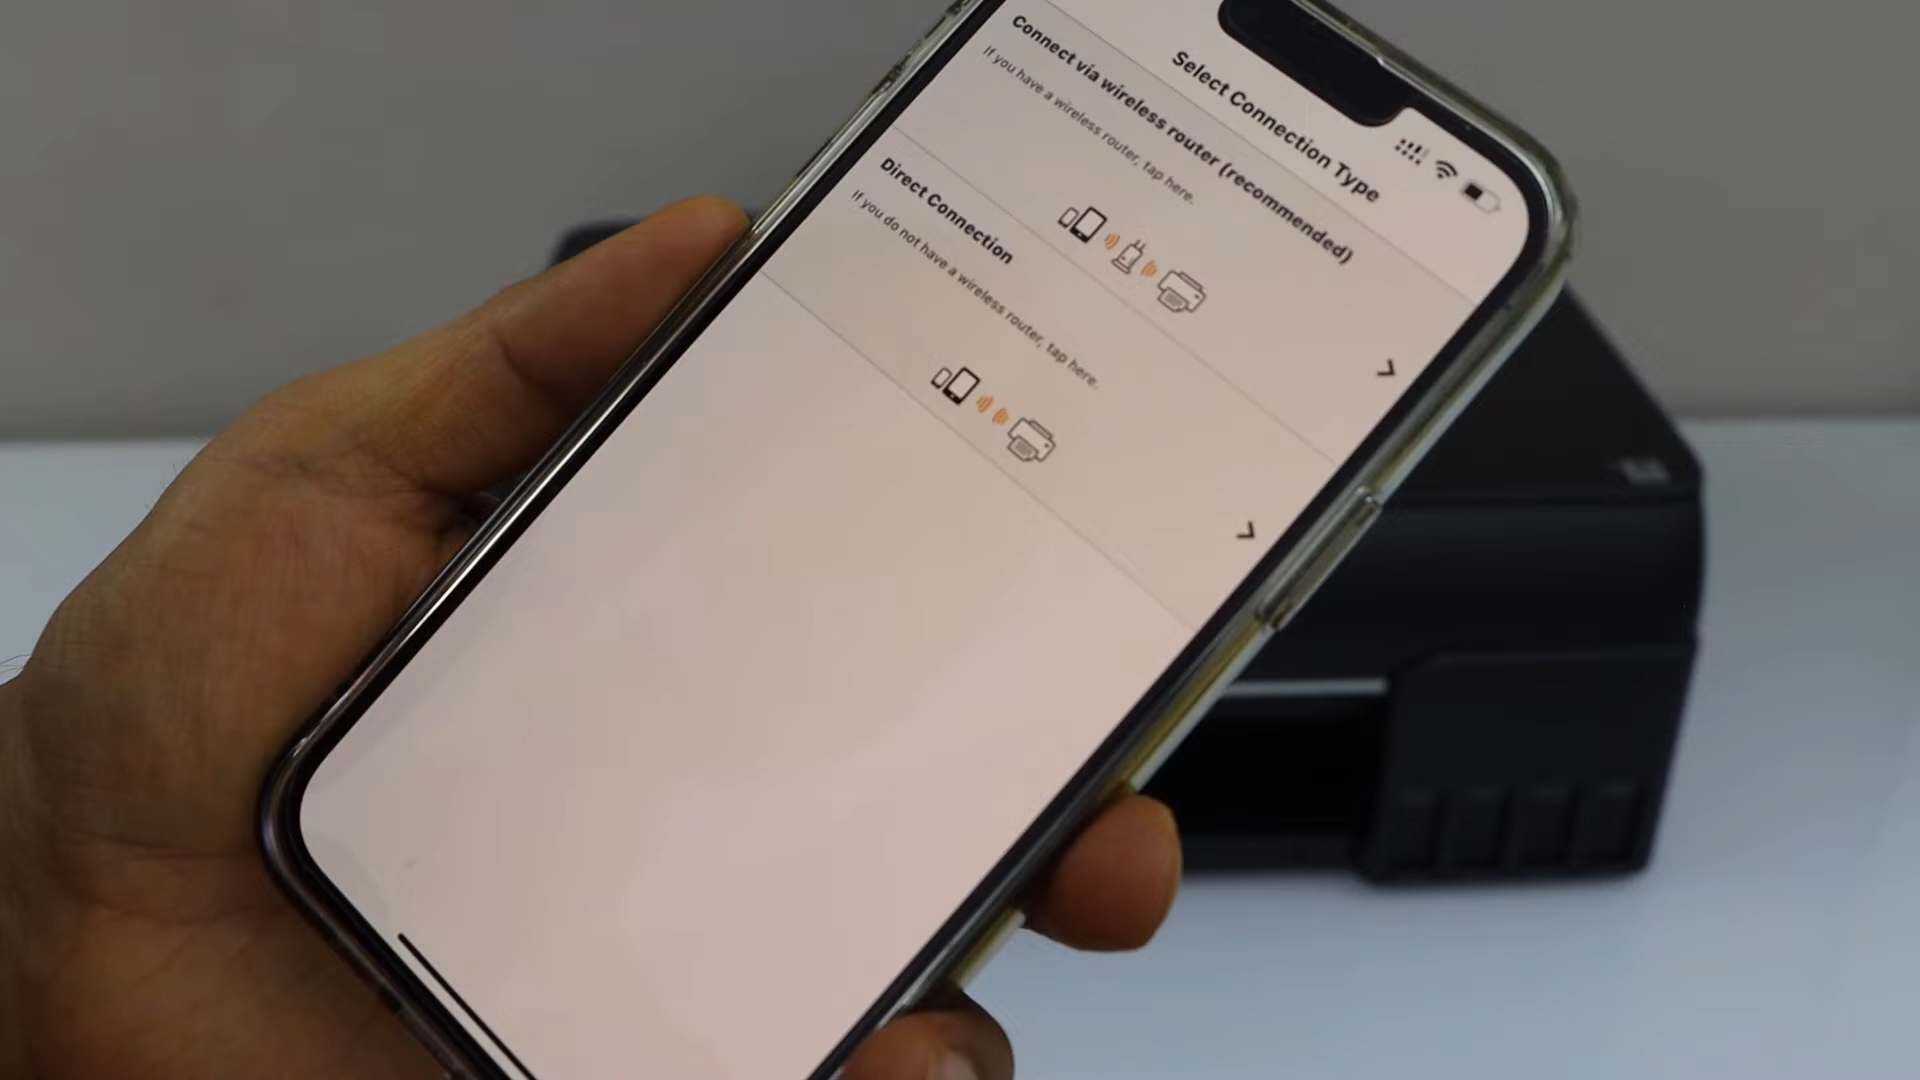 Select Connection Type
Connect via wireless router (recommended)
If you have a wireless router, tap here.
Direct Connection
If you do not have a wireless router, tap here.